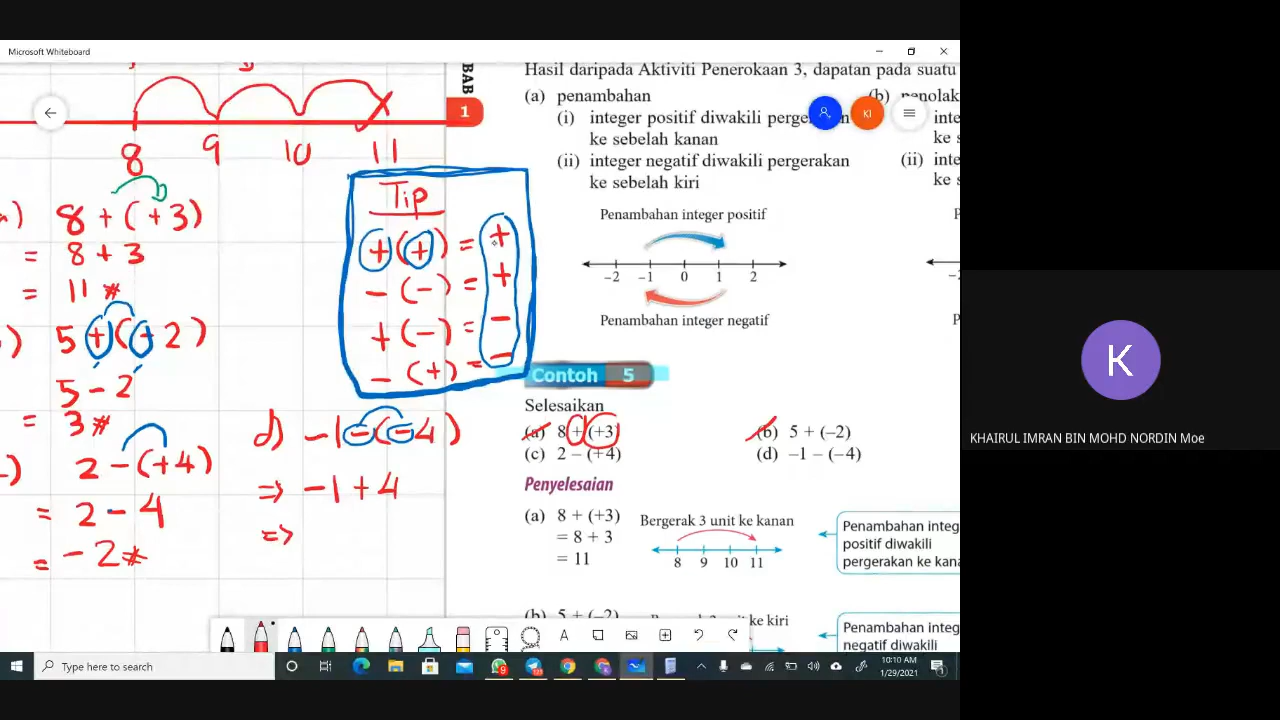 Microsoft Whiteboard
8 9 10 11
8 + (+3)
= 8 + 3
= 11 *
5 + (-2)
5 - 2
= 3 *
2 - (+4)
= 2 - 4
= -2 *
Tip
+ (+) = +
- (-) = +
+ (-) = -
- (+) = -
d) -1 - (-4)
=> -1 + 4
=>
BAB
1
Hasil daripada Aktiviti Penerokaan 3, dapatan pada suatu
(a) penambahan
(i) integer positif diwakili
ke sebelah kanan
(ii) integer negatif diwakili pergerakan
ke sebelah kiri
Penambahan integer positif
–2 –1 0 1 2
Penambahan integer negatif
(b)
(ii)
KI
Contoh 5
Selesaikan
(a) 8 + (+3)
(b) 5 + (–2)
(c) 2 – (+4)
(d) –1 – (–4)
Penyelesaian
(a) 8 + (+3)
= 8 + 3
= 11
Bergerak 3 unit ke kanan
8 9 10 11
Penambahan integ
positif diwakili
pergerakan ke kana
(b) 5 + (–2)
ke kiri
Penambahan integ
negatif diwakili
Type here to search
10:10 AM
1/29/2021
K
KHAIRUL IMRAN BIN MOHD NORDIN Moe